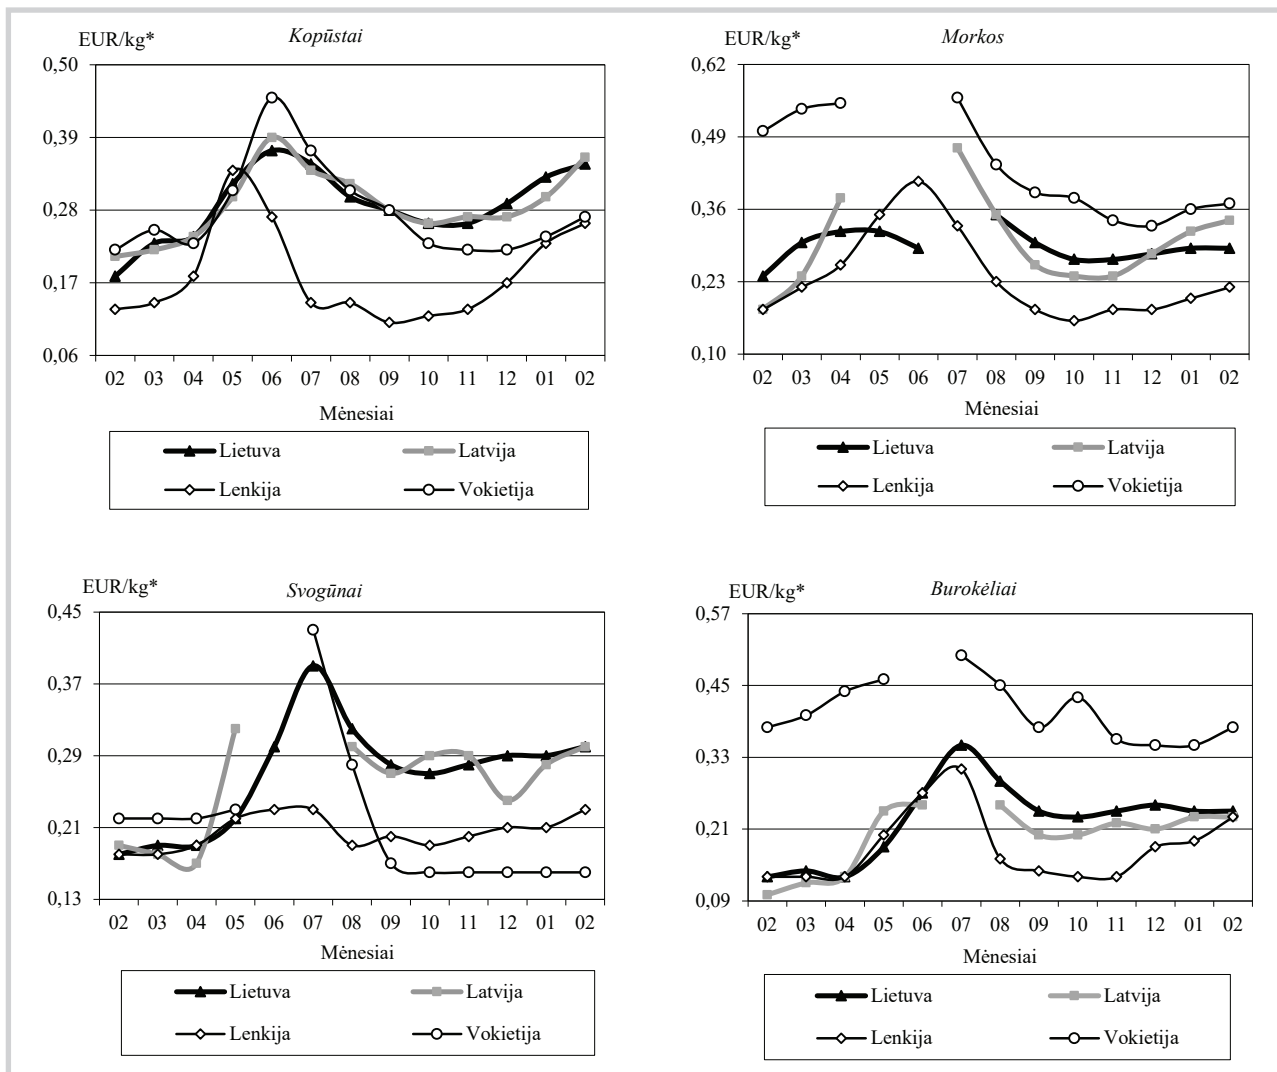 EUR/kg*
Kopūstai
0,50
0,39
0,28
0,17
0,06
02 03 04 05 06 07 08 09 10 11 12 01 02
Mėnesiai
Lietuva Latvija
Lenkija Vokietija
EUR/kg*
Morkos
0,62
0,49
0,36
0,23
0,10
02 03 04 05 06 07 08 09 10 11 12 01 02
Mėnesiai
Lietuva Latvija
Lenkija Vokietija
EUR/kg*
Svogūnai
0,45
0,37
0,29
0,21
0,13
02 03 04 05 06 07 08 09 10 11 12 01 02
Mėnesiai
Lietuva Latvija
Lenkija Vokietija
EUR/kg*
Burokėliai
0,57
0,45
0,33
0,21
0,09
02 03 04 05 06 07 08 09 10 11 12 01 02
Mėnesiai
Lietuva Latvija
Lenkija Vokietija